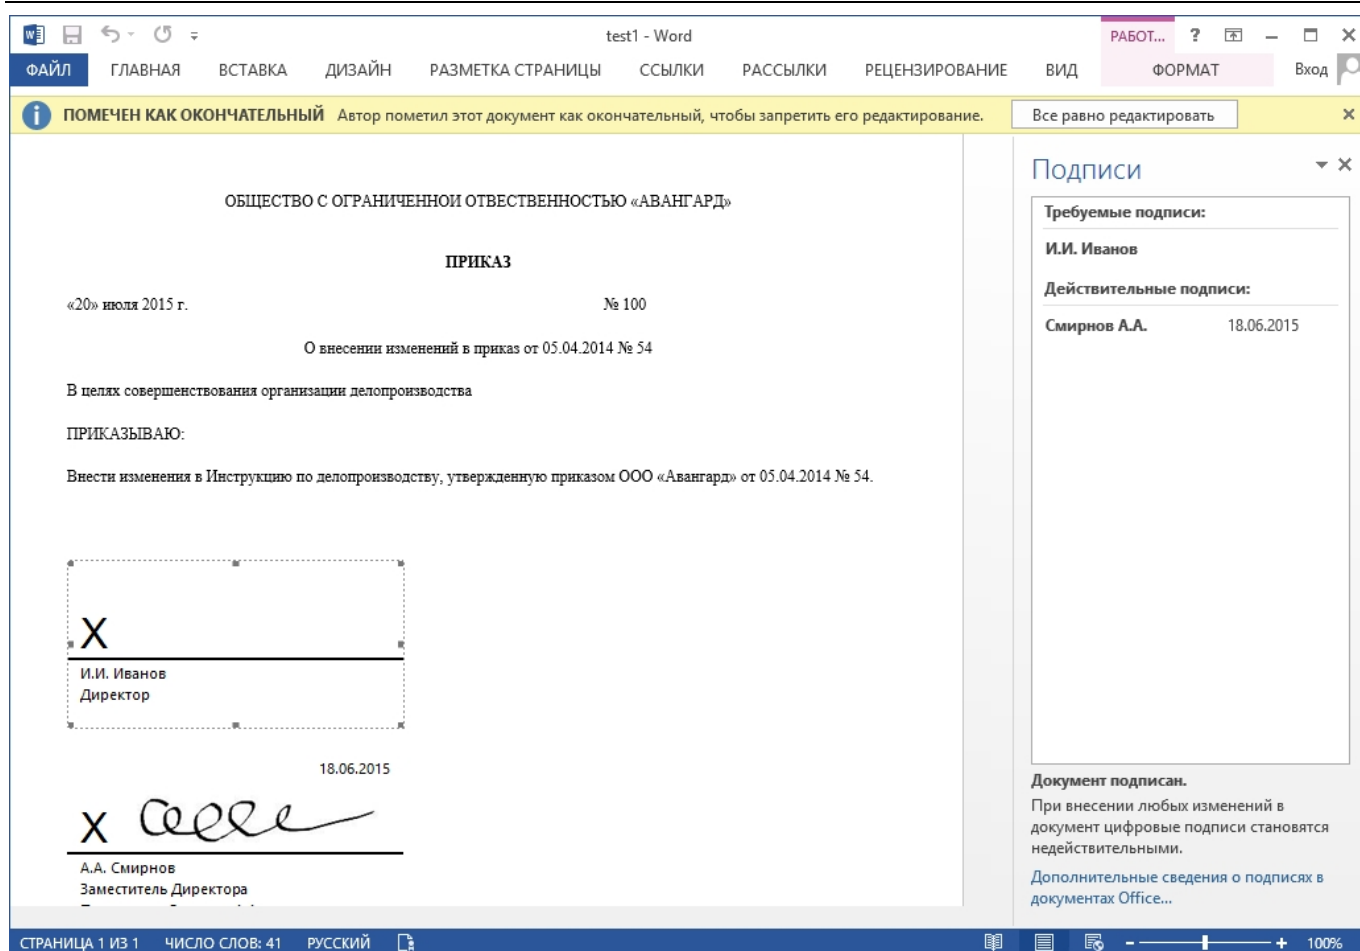 test1 - Word
РАБОТ... ?
ФАЙЛ ГЛАВНАЯ ВСТАВКА ДИЗАЙН РАЗМЕТКА СТРАНИЦЫ ССЫЛКИ РАССЫЛКИ РЕЦЕНЗИРОВАНИЕ ВИД ФОРМАТ Вход
ПОМЕЧЕН КАК ОКОНЧАТЕЛЬНЫЙ Автор пометил этот документ как окончательный, чтобы запретить его редактирование. Все равно редактировать
ОБЩЕСТВО С ОГРАНИЧЕННОИ ОТВЕСТВЕННОСТЬЮ «АВАНГАРД»
ПРИКАЗ
«20» июля 2015 г. № 100
О внесении изменений в приказ от 05.04.2014 № 54
В целях совершенствования организации делопроизводства
ПРИКАЗЫВАЮ:
Внести изменения в Инструкцию по делопроизводству, утвержденную приказом ООО «Авангард» от 05.04.2014 № 54.
X
И.И. Иванов
Директор
18.06.2015
X
А.А. Смирнов
Заместитель Директора
Подписи
Требуемые подписи:
И.И. Иванов
Действительные подписи:
Смирнов А.А. 18.06.2015
Документ подписан.
При внесении любых изменений в
документ цифровые подписи становятся
недействительными.
Дополнительные сведения о подписях в
документах Office...
СТРАНИЦА 1 ИЗ 1 ЧИСЛО СЛОВ: 41 РУССКИЙ 100%